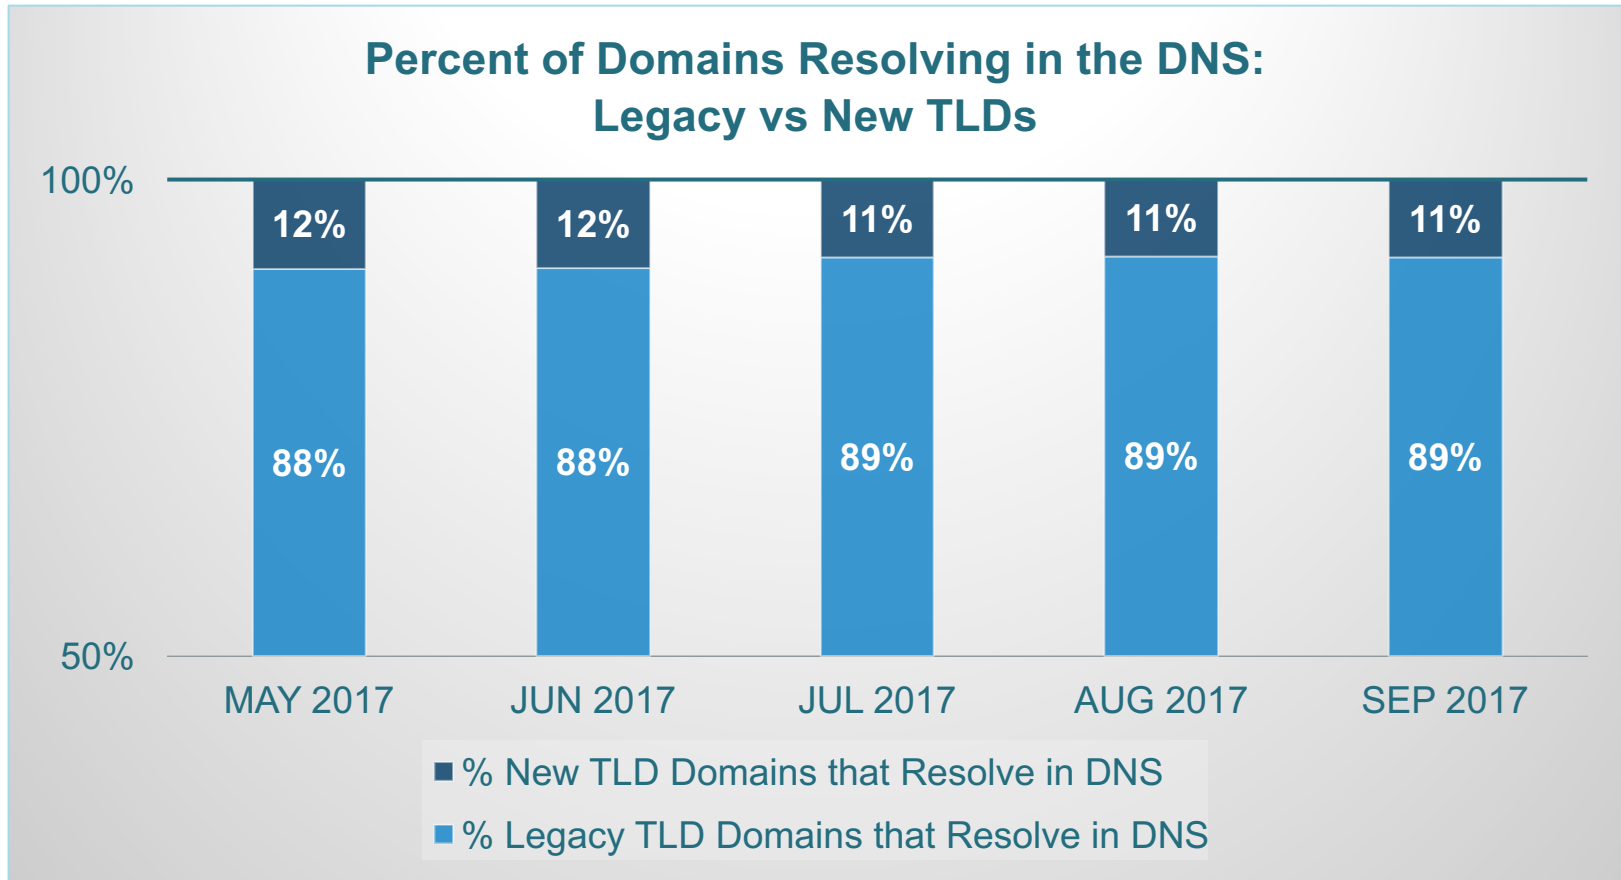 Percent of Domains Resolving in the DNS:
Legacy vs New TLDs
100%
12%
12%
11%
11%
11%
88%
88%
89%
89%
89%
50%
MAY 2017
JUN 2017
JUL 2017
AUG 2017
SEP 2017
% New TLD Domains that Resolve in DNS
% Legacy TLD Domains that Resolve in DNS